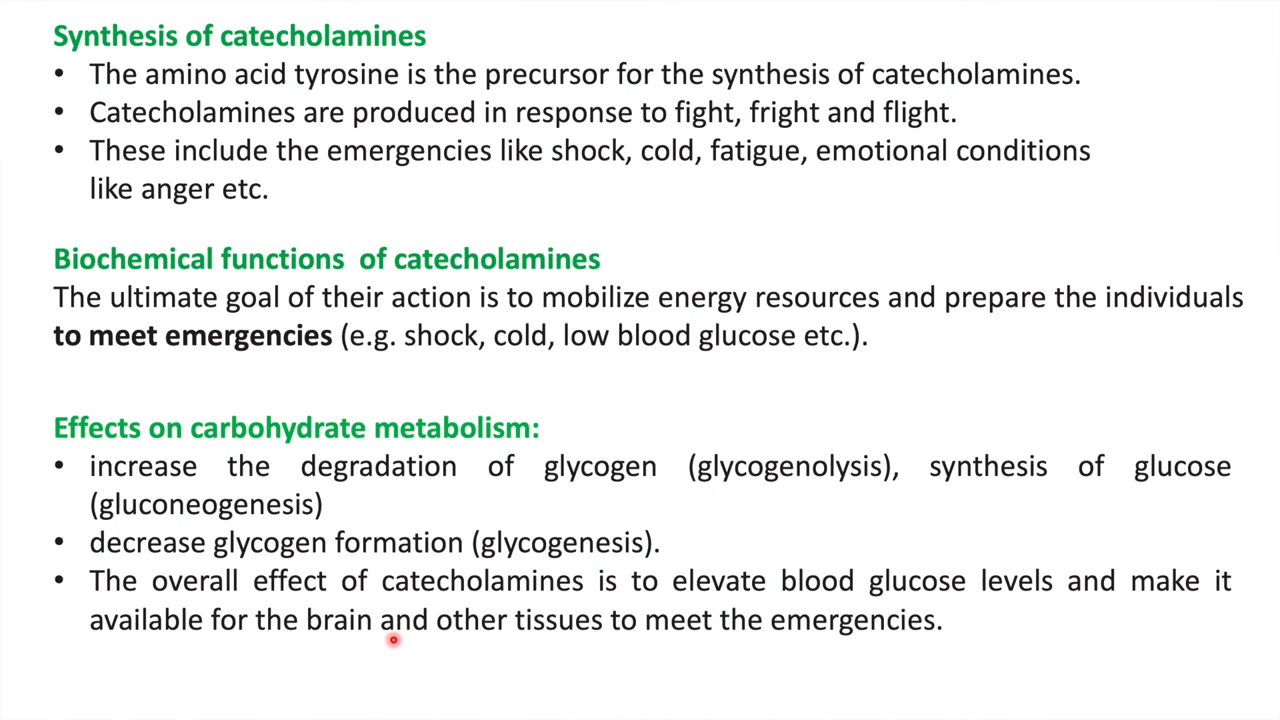 Synthesis of catecholamines
• The amino acid tyrosine is the precursor for the synthesis of catecholamines.
• Catecholamines are produced in response to fight, fright and flight.
• These include the emergencies like shock, cold, fatigue, emotional conditions
like anger etc.
Biochemical functions of catecholamines
The ultimate goal of their action is to mobilize energy resources and prepare the individuals
to meet emergencies (e.g. shock, cold, low blood glucose etc.).
Effects on carbohydrate metabolism:
• increase the degradation of glycogen (glycogenolysis), synthesis of glucose
(gluconeogenesis)
• decrease glycogen formation (glycogenesis).
• The overall effect of catecholamines is to elevate blood glucose levels and make it
available for the brain and other tissues to meet the emergencies.